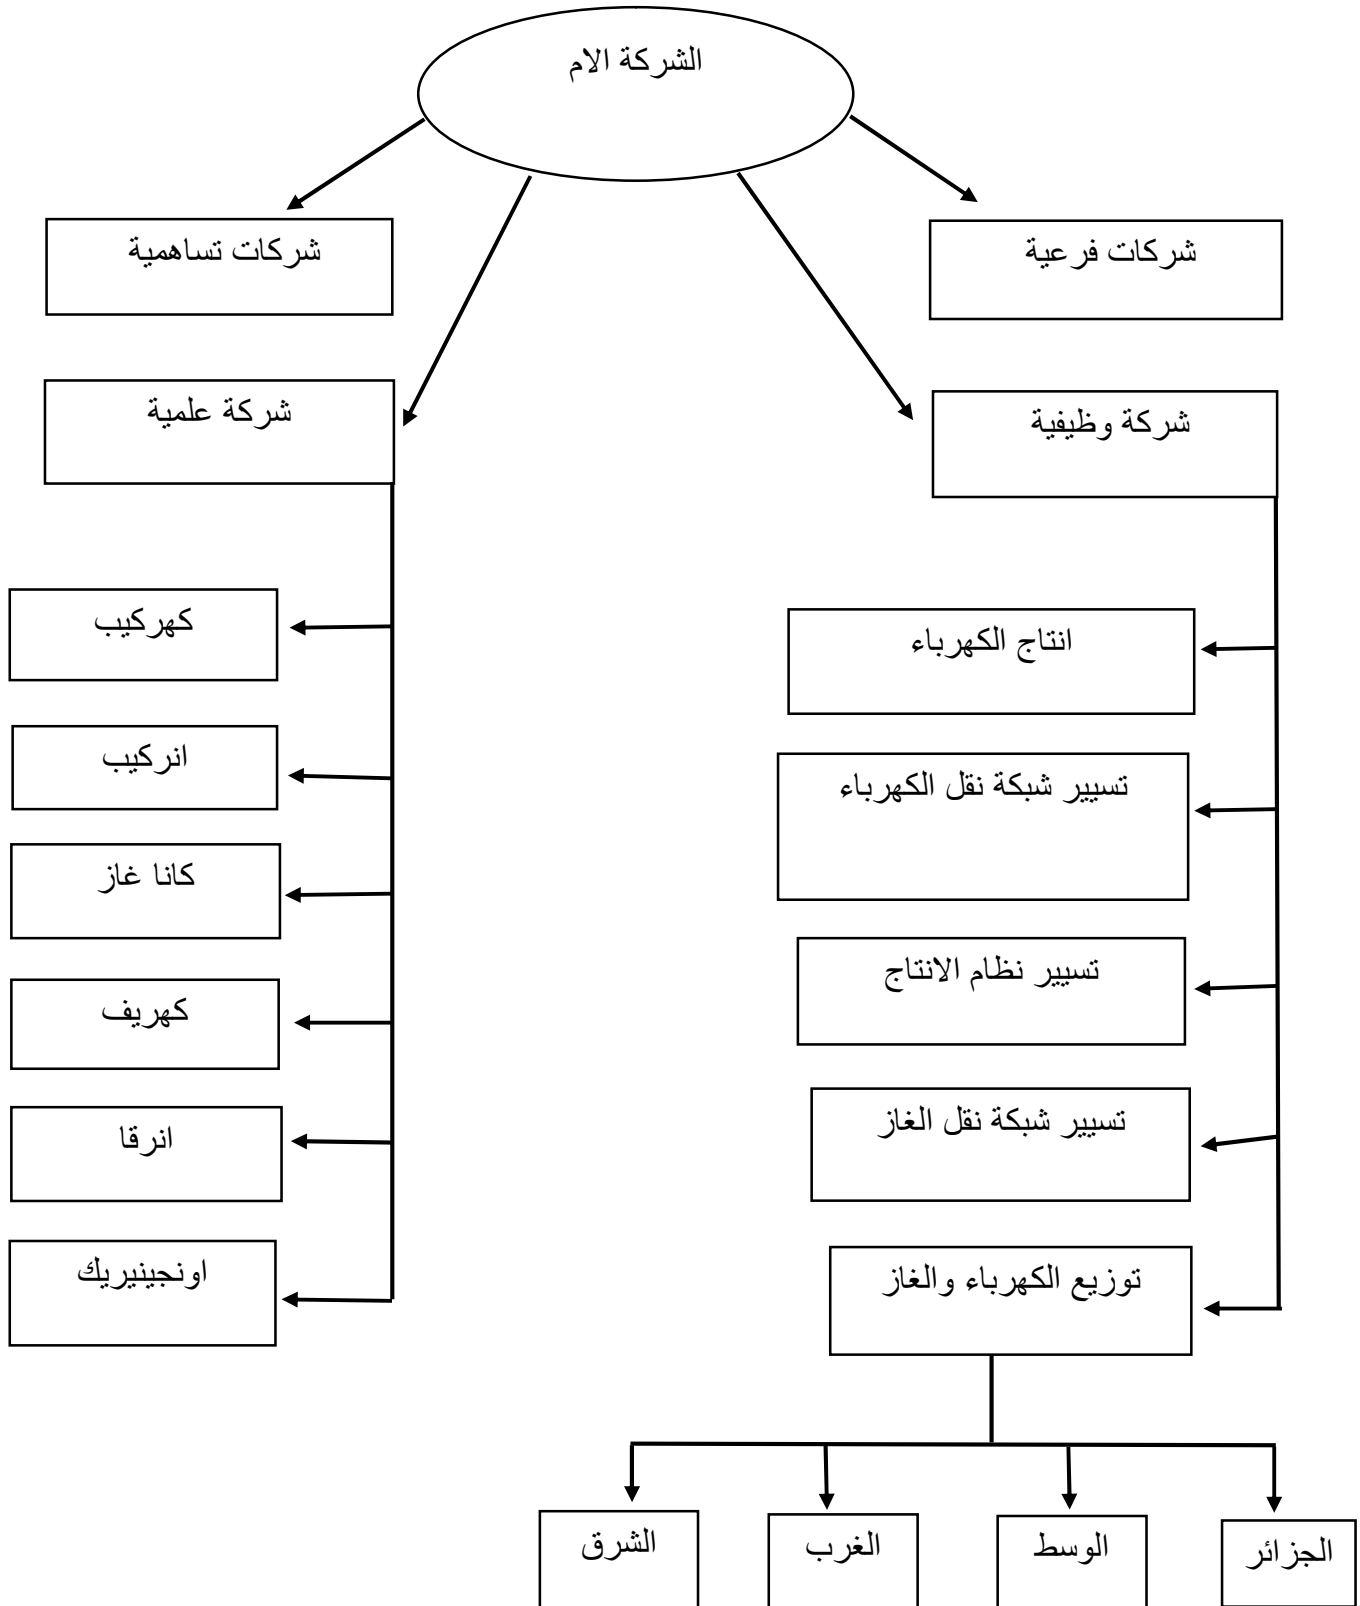 الشركة الام
شركات فرعية
شركات تساهمية
شركة وظيفية
شركة علمية
انتاج الكهرباء
تسيير شبكة نقل الكهرباء
تسيير نظام الانتاج
تسيير شبكة نقل الغاز
توزيع الكهرباء والغاز
كهركيب
انركيب
كانا غاز
كهريف
انرقا
اونجينيريك
الجزائر
الوسط
الغرب
الشرق